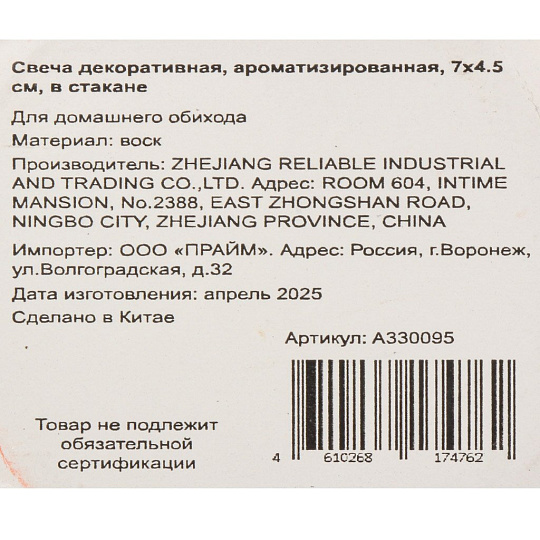 Свеча декоративная, ароматизированная, 7x4.5
см, в стакане
Для домашнего обихода
Материал: воск
Производитель: ZHEJIANG RELIABLE INDUSTRIAL
AND TRADING CO.,LTD. Адрес: ROOM 604, INTIME
MANSION, No.2388, EAST ZHONGSHAN ROAD,
NINGBO CITY, ZHEJIANG PROVINCE, CHINA
Импортер: ООО «ПРАЙМ». Адрес: Россия, г.Воронеж,
ул.Волгоградская, д.32
Дата изготовления: апрель 2025
Сделано в Китае
Артикул: A330095
Товар не подлежит
обязательной
сертификации
4 610268 174762